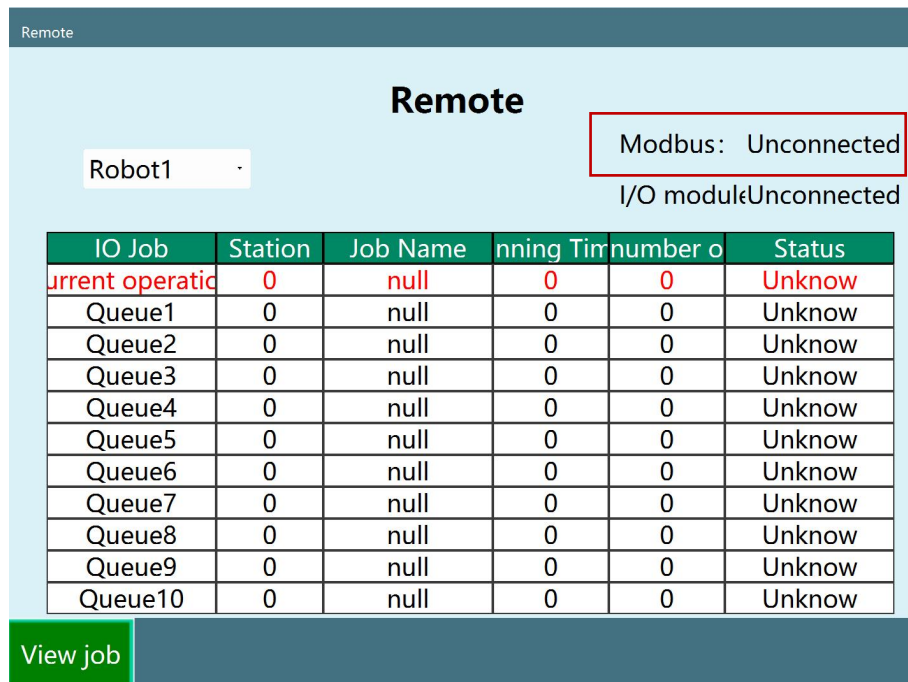 Remote
Remote
Modbus: Unconnected
Robot1
I/O module Unconnected
IO Job Station Job Name nning Tim number o Status
urrent operatio 0 null 0 0 Unknow
Queue1 0 null 0 0 Unknow
Queue2 0 null 0 0 Unknow
Queue3 0 null 0 0 Unknow
Queue4 0 null 0 0 Unknow
Queue5 0 null 0 0 Unknow
Queue6 0 null 0 0 Unknow
Queue7 0 null 0 0 Unknow
Queue8 0 null 0 0 Unknow
Queue9 0 null 0 0 Unknow
Queue10 0 null 0 0 Unknow
View job